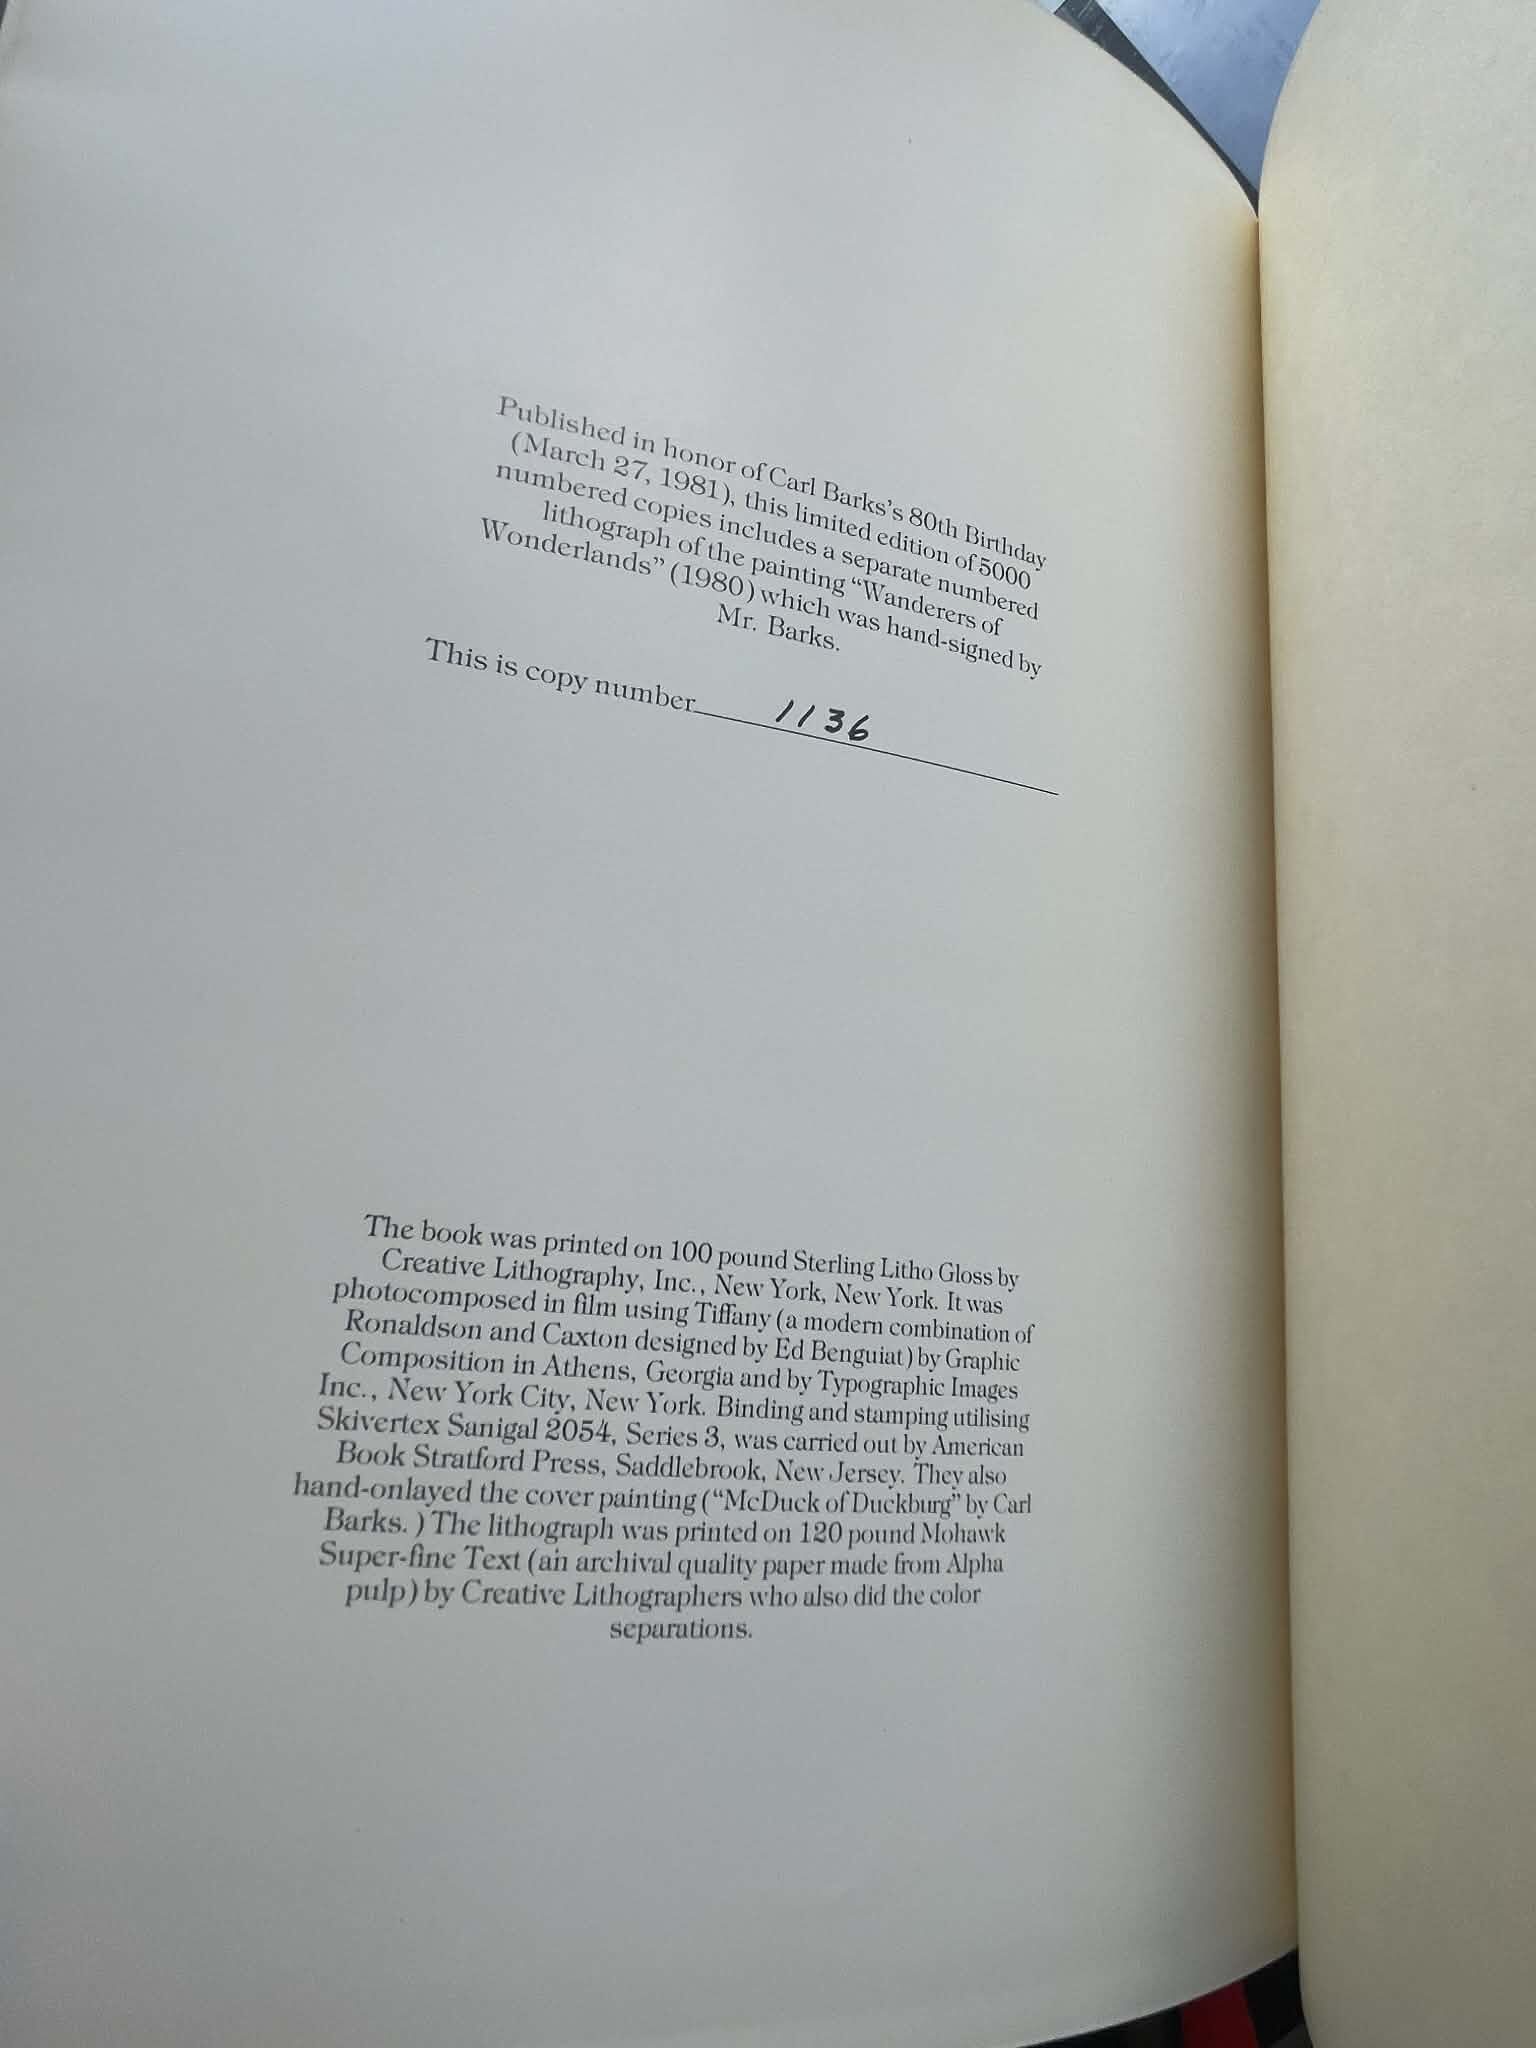 Published in honor of Carl Barks's 80th Birthday
(March 27, 1981), this limited edition of 5000
numbered copies includes a separate numbered
lithograph of the painting “Wanderers of
Wonderlands” (1980) which was hand-signed by
Mr. Barks.
This is copy number 1136
The book was printed on 100 pound Sterling Litho Gloss by
Creative Lithography, Inc., New York, New York. It was
photocomposed in film using Tiffany (a modern combination of
Ronaldson and Caxton designed by Ed Benguiat) by Graphic
Composition in Athens, Georgia and by Typographic Images
Inc., New York City, New York. Binding and stamping utilising
Skivertex Sanigal 2054, Series 3, was carried out by American
Book Stratford Press, Saddlebrook, New Jersey. They also
hand-onlayed the cover painting (“McDuck of Duckburg” by Carl
Barks. ) The lithograph was printed on 120 pound Mohawk
Super-fine Text (an archival quality paper made from Alpha
pulp) by Creative Lithographers who also did the color
separations.